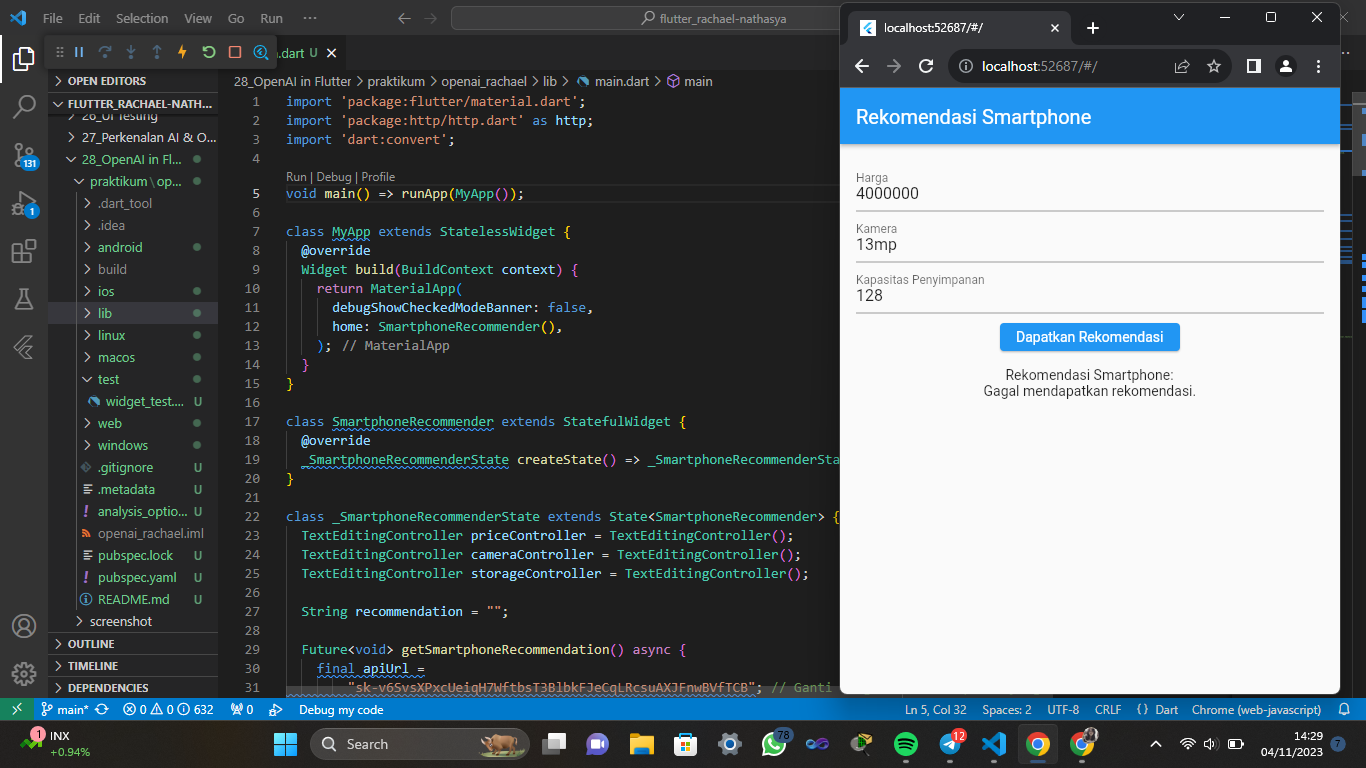 File Edit Selection View Go Run ···
flutter_rachael-nathasya
.dart U
OPEN EDITORS
FLUTTER_RACHAEL-NATH...
26_UI Testing
27_Perkenalan AI & O...
28_OpenAI in Fl...
praktikum\op...
.dart_tool
.idea
android
build
ios
lib
linux
macos
test
widget_test.... U
web
windows
.gitignore U
.metadata U
analysis_optio... U
openai_rachael.iml
pubspec.lock U
pubspec.yaml U
README.md U
screenshot
OUTLINE
TIMELINE
DEPENDENCIES
131
1
28_OpenAI in Flutter > praktikum > openai_rachael > lib > main.dart > main
1 import 'package:flutter/material.dart';
2 import 'package:http/http.dart' as http;
3 import 'dart:convert';
4
Run | Debug | Profile
5 void main() => runApp(MyApp());
6
7 class MyApp extends StatelessWidget {
8 @override
9 Widget build(BuildContext context) {
10 return MaterialApp(
11 debugShowCheckedModeBanner: false,
12 home: SmartphoneRecommender(),
13 ); // MaterialApp
14 }
15 }
16
17 class SmartphoneRecommender extends StatefulWidget {
18 @override
19 _SmartphoneRecommenderState createState() => _SmartphoneRecommenderSta
20 }
21
22 class _SmartphoneRecommenderState extends State<SmartphoneRecommender> {
23 TextEditingController priceController = TextEditingController();
24 TextEditingController cameraController = TextEditingController();
25 TextEditingController storageController = TextEditingController();
26
27 String recommendation = "";
28
29 Future<void> getSmartphoneRecommendation() async {
30 final apiUrl =
31 "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"; // Ganti
localhost:52687/#/
localhost:52687/#/
Rekomendasi Smartphone
Harga
4000000
Kamera
13mp
Kapasitas Penyimpanan
128
Dapatkan Rekomendasi
Rekomendasi Smartphone:
Gagal mendapatkan rekomendasi.
main* 0 0 632 0 Debug my code Ln 5, Col 32 Spaces: 2 UTF-8 CRLF {} Dart Chrome (web-javascript)
1 INX
+0.94%
Search
78
12
14:29
04/11/2023
7